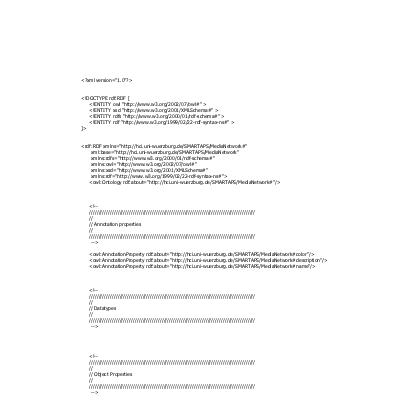 <?xml version="1.0"?>
<!DOCTYPE rdf:RDF [
<!ENTITY owl "http://www.w3.org/2002/07/owl#" >
<!ENTITY xsd "http://www.w3.org/2001/XMLSchema#" >
<!ENTITY rdfs "http://www.w3.org/2000/01/rdf-schema#" >
<!ENTITY rdf "http://www.w3.org/1999/02/22-rdf-syntax-ns#" >
]>
<rdf:RDF xmlns="http://hci.uni-wuerzburg.de/SMARTAPS/MediaNetwork#"
xml:base="http://hci.uni-wuerzburg.de/SMARTAPS/MediaNetwork"
xmlns:rdfs="http://www.w3.org/2000/01/rdf-schema#"
xmlns:owl="http://www.w3.org/2002/07/owl#"
xmlns:xsd="http://www.w3.org/2001/XMLSchema#"
xmlns:rdf="http://www.w3.org/1999/02/22-rdf-syntax-ns#">
<owl:Ontology rdf:about="http://hci.uni-wuerzburg.de/SMARTAPS/MediaNetwork#"/>
<!--
///////////////////////////////////////////////////////////////////////////////////////
//
// Annotation properties
//
///////////////////////////////////////////////////////////////////////////////////////
-->
<owl:AnnotationProperty rdf:about="http://hci.uni-wuerzburg.de/SMARTAPS/MediaNetwork#color"/>
<owl:AnnotationProperty rdf:about="http://hci.uni-wuerzburg.de/SMARTAPS/MediaNetwork#description"/>
<owl:AnnotationProperty rdf:about="http://hci.uni-wuerzburg.de/SMARTAPS/MediaNetwork#name"/>
<!--
///////////////////////////////////////////////////////////////////////////////////////
//
// Datatypes
//
///////////////////////////////////////////////////////////////////////////////////////
-->
<!--
///////////////////////////////////////////////////////////////////////////////////////
//
// Object Properties
//
///////////////////////////////////////////////////////////////////////////////////////
-->